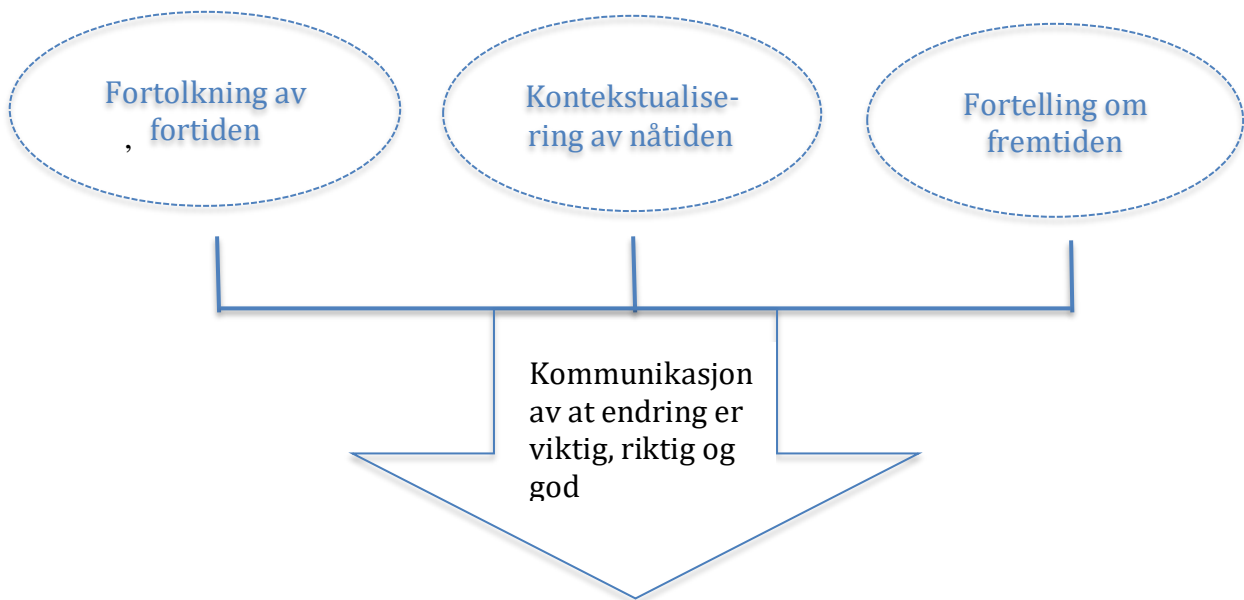 Fortolkning av
fortiden
,
Kontekstualise-
ring av nåtiden
Fortelling om
fremtiden
Kommunikasjon
av at endring er
viktig, riktig og
god